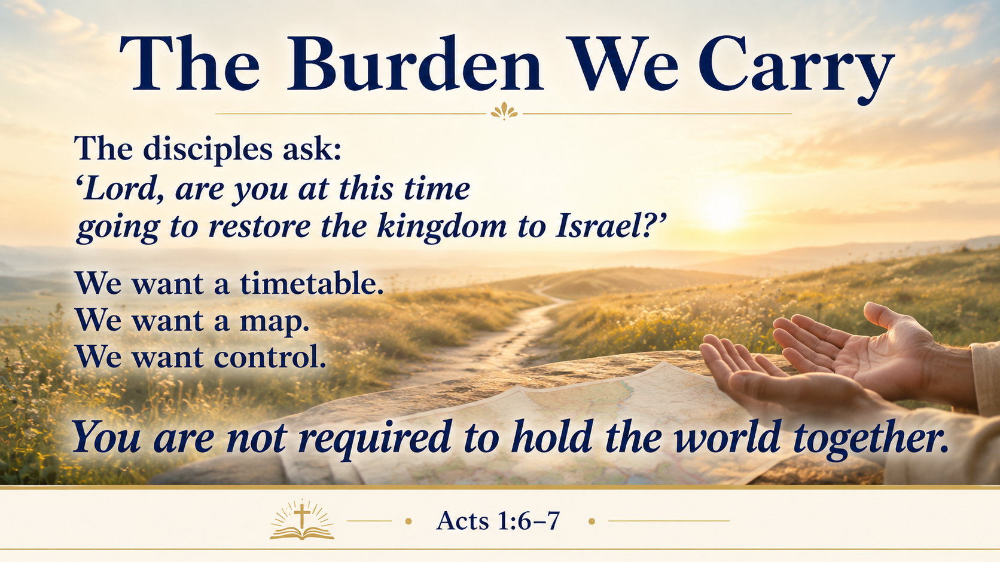 The Burden We Carry
The disciples ask:
‘Lord, are you at this time
going to restore the kingdom to Israel?’
We want a timetable.
We want a map.
We want control.
You are not required to hold the world together.
Acts 1:6–7